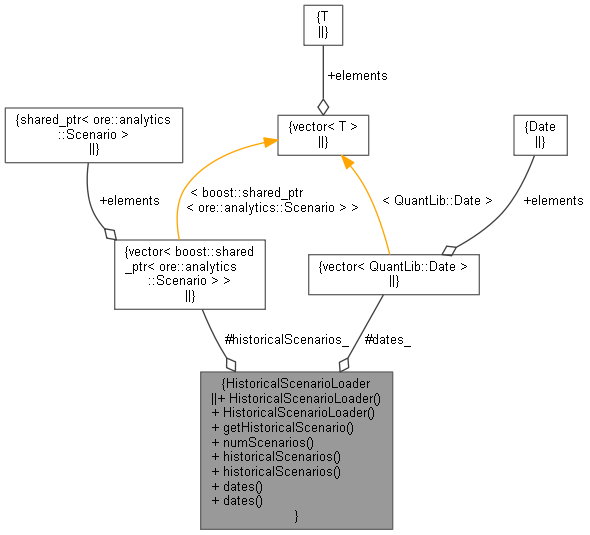 {T
||}
+elements
{shared_ptr< ore::analytics
::Scenario >
||}
{vector< T >
||}
{Date
||}
+elements
< boost::shared_ptr
< ore::analytics::Scenario > >
< QuantLib::Date >
+elements
{vector< boost::shared
_ptr< ore::analytics
::Scenario > >
||}
{vector< QuantLib::Date >
||}
#historicalScenarios_
#dates_
{HistoricalScenarioLoader
||+ HistoricalScenarioLoader()
+ HistoricalScenarioLoader()
+ getHistoricalScenario()
+ numScenarios()
+ historicalScenarios()
+ historicalScenarios()
+ dates()
+ dates()
}